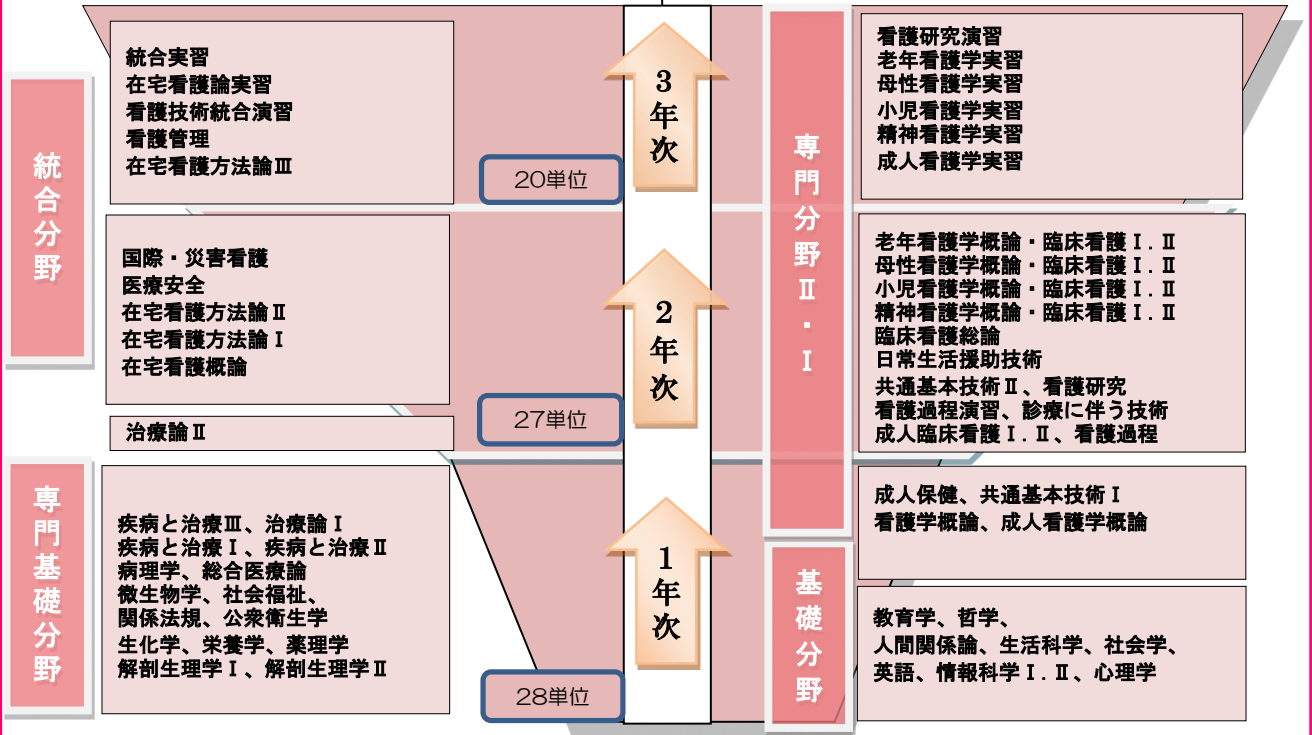 統合分野
統合実習
在宅看護論実習
看護技術統合演習
看護管理
在宅看護方法論Ⅲ
20単位
3年次
専門分野Ⅱ・Ⅰ
看護研究演習
老年看護学実習
母性看護学実習
小児看護学実習
精神看護学実習
成人看護学実習
国際・災害看護
医療安全
在宅看護方法論Ⅱ
在宅看護方法論Ⅰ
在宅看護概論
治療論Ⅱ
27単位
2年次
老年看護学概論・臨床看護Ⅰ.Ⅱ
母性看護学概論・臨床看護Ⅰ.Ⅱ
小児看護学概論・臨床看護Ⅰ.Ⅱ
精神看護学概論・臨床看護Ⅰ.Ⅱ
臨床看護総論
日常生活援助技術
共通基本技術Ⅱ、看護研究
看護過程演習、診療に伴う技術
成人臨床看護Ⅰ.Ⅱ、看護過程
専門基礎分野
疾病と治療Ⅲ、治療論Ⅰ
疾病と治療Ⅰ、疾病と治療Ⅱ
病理学、総合医療論
微生物学、社会福祉、
関係法規、公衆衛生学
生化学、栄養学、薬理学
解剖生理学Ⅰ、解剖生理学Ⅱ
28単位
1年次
成人保健、共通基本技術Ⅰ
看護学概論、成人看護学概論
基礎分野
教育学、哲学、
人間関係論、生活科学、社会学、
英語、情報科学Ⅰ.Ⅱ、心理学